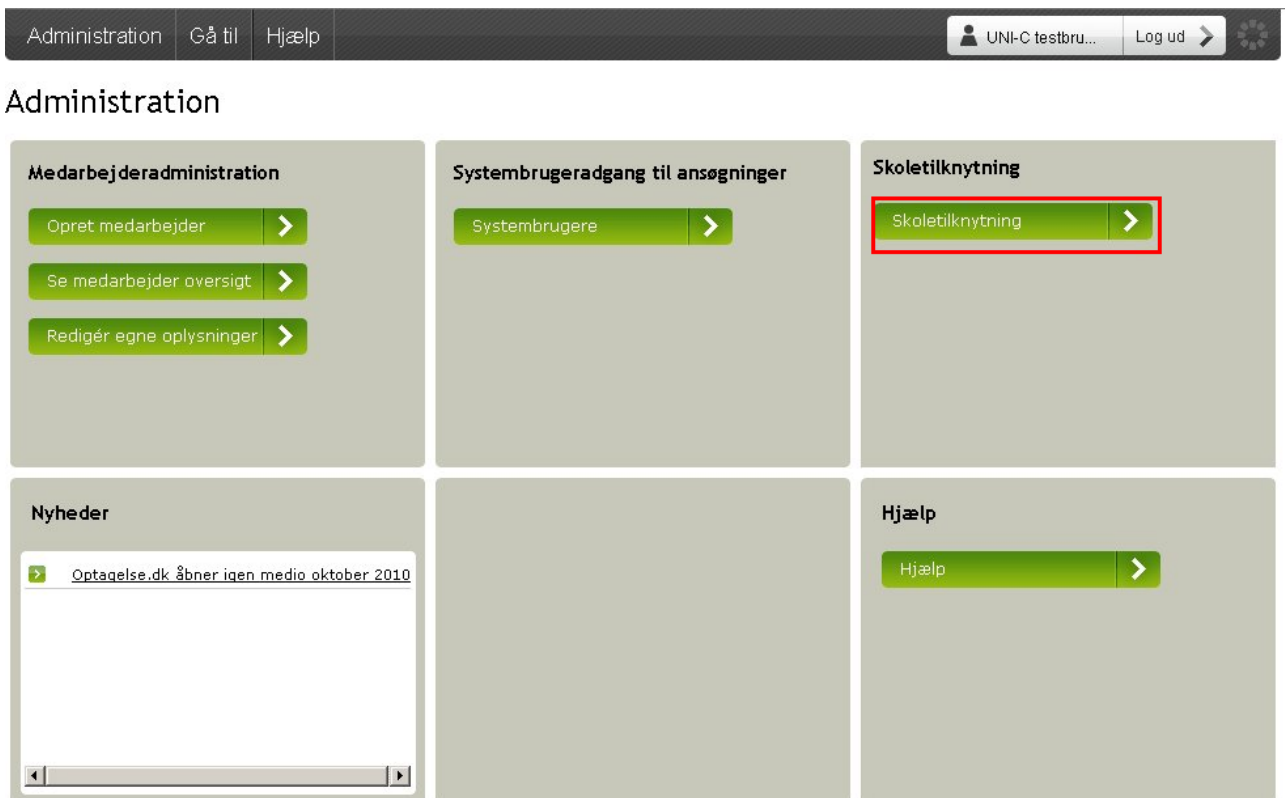 Administration Gå til Hjælp UNI-C testbru... Log ud
Administration
Medarbejderadministration
Opret medarbejder
Se medarbejder oversigt
Redigér egne oplysninger
Systembrugeradgang til ansøgninger
Systembrugere
Skoletilknytning
Skoletilknytning
Nyheder
Optagelse.dk åbner igen medio oktober 2010
Hjælp
Hjælp